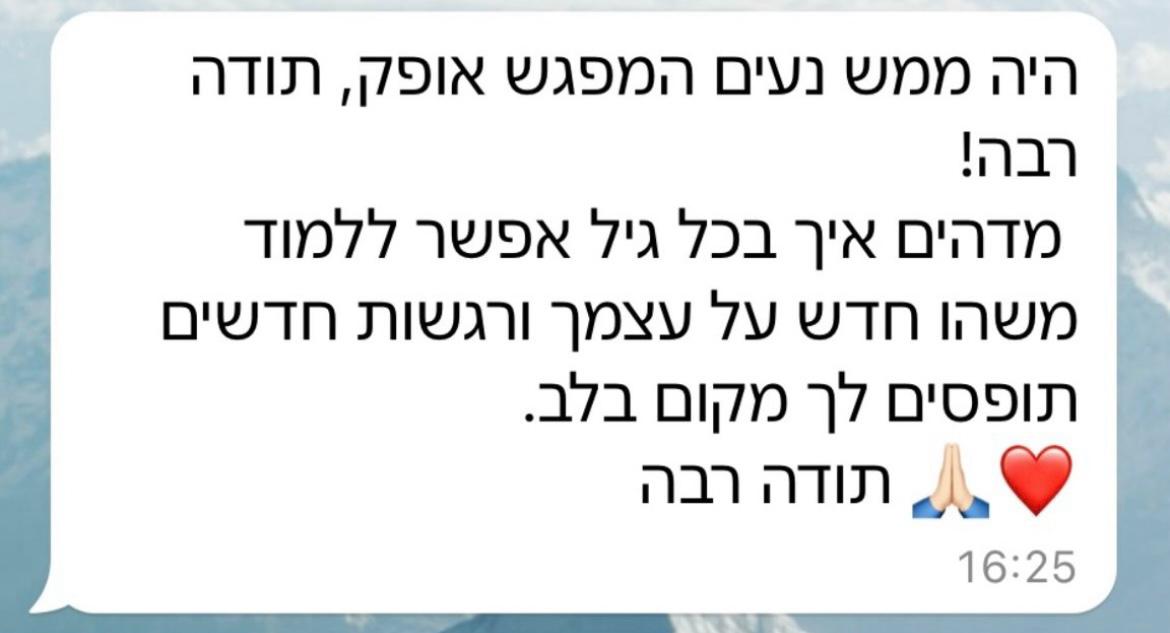 היה ממש נעים המפגש אופק, תודה
רבה!
מדהים איך בכל גיל אפשר ללמוד
משהו חדש על עצמך ורגשות חדשים
תופסים לך מקום בלב.
❤️🙏🏻 תודה רבה
16:25